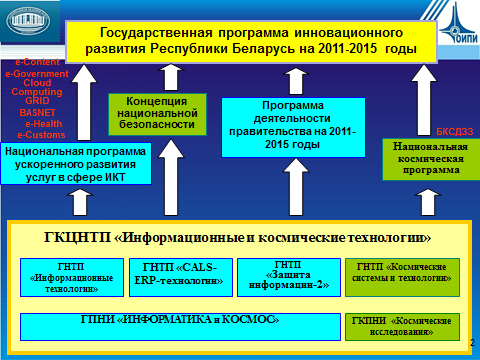 ОИПИ
Государственная программа инновационного
развития Республики Беларусь на 2011-2015 годы
e-Content
e-Government
Cloud
Computing
GRID
BASNET
e-Health
e-Customs
Концепция
национальной
безопасности
Программа
деятельности
правительства на 2011-
2015 годы
БКСДЗЗ
Национальная программа
ускоренного развития
услуг в сфере ИКТ
Национальная
космическая
программа
ГКЦНТП «Информационные и космические технологии»
ГНТП
«Информационные
технологии»
ГНТП «CALS-
ERP-технологии»
ГНТП
«Защита
информации-2»
ГНТП «Космические
системы и технологии»
ГПНИ «ИНФОРМАТИКА и КОСМОС»
ГКПНИ «Космические
исследования»
2